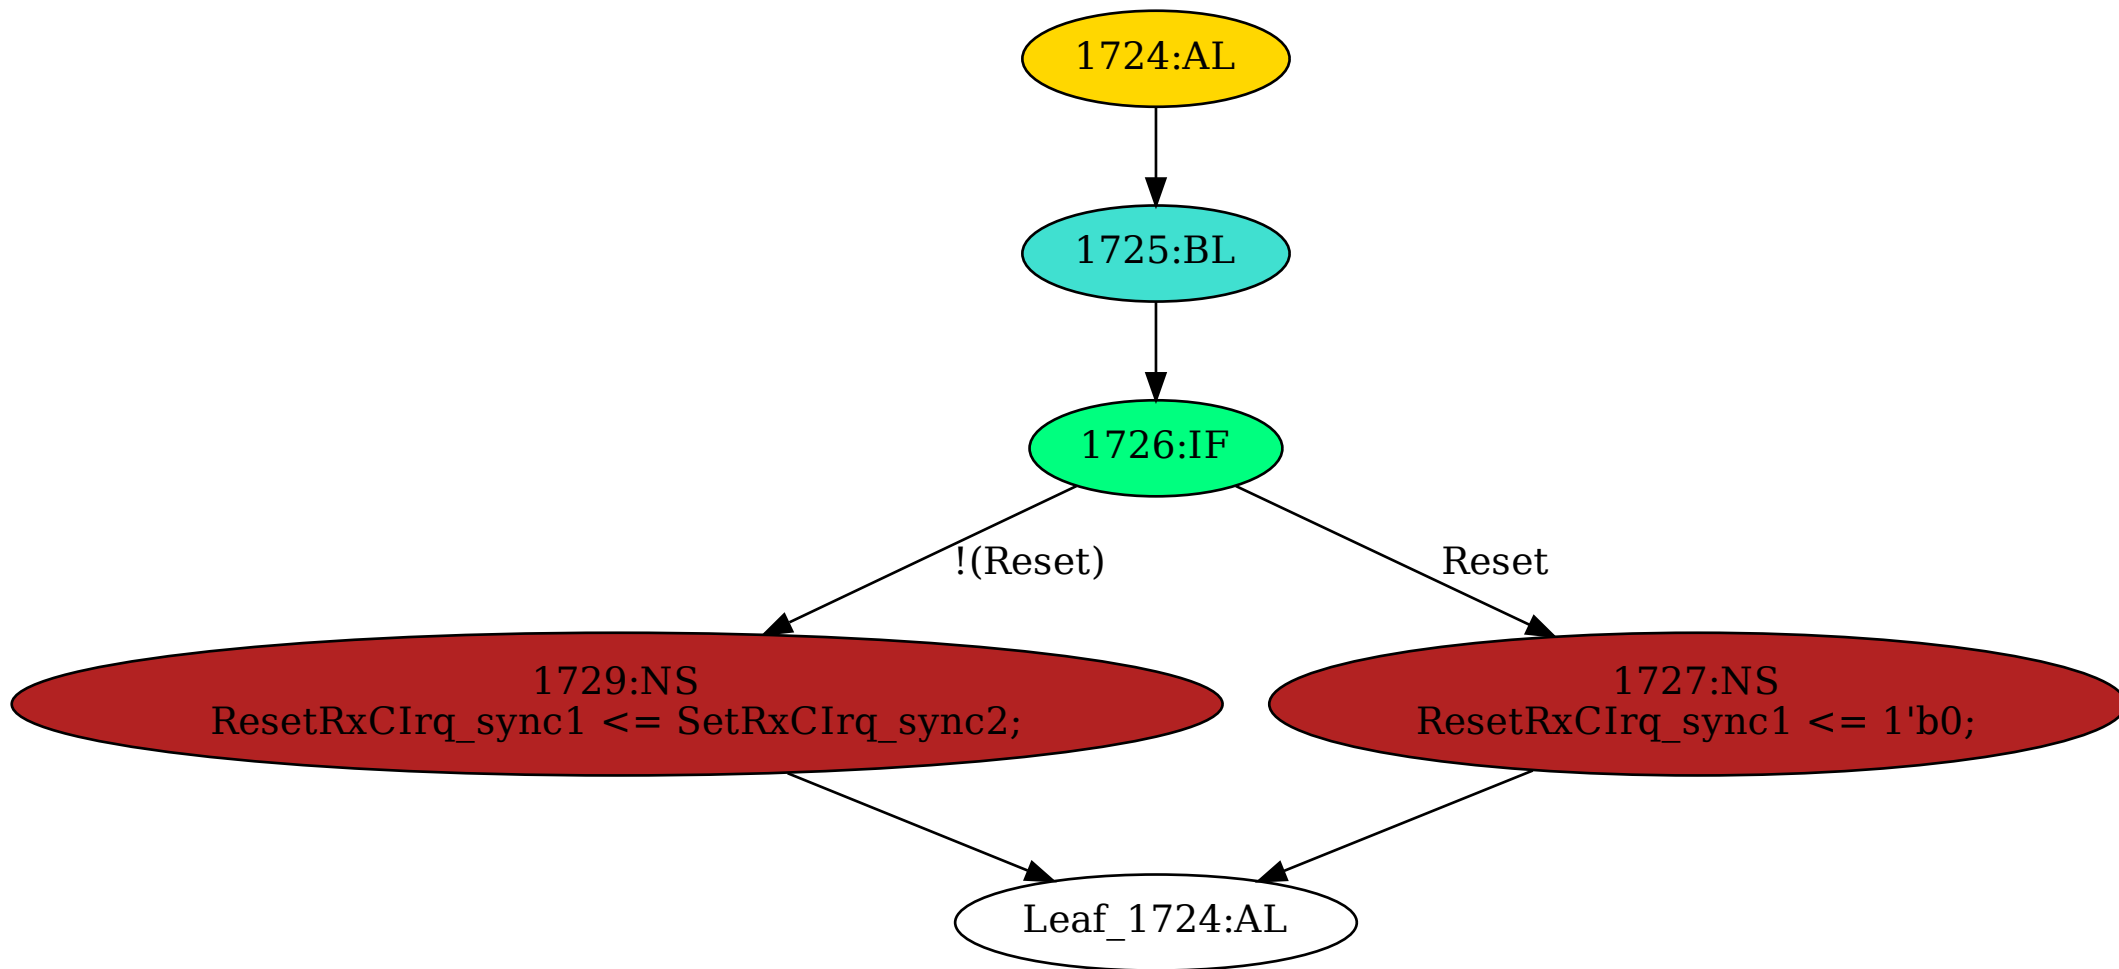 1724:AL
1725:BL
1726:IF
!(Reset)
Reset
1729:NS
ResetRxCIrq_sync1 <= SetRxCIrq_sync2;
1727:NS
ResetRxCIrq_sync1 <= 1'b0;
Leaf_1724:AL